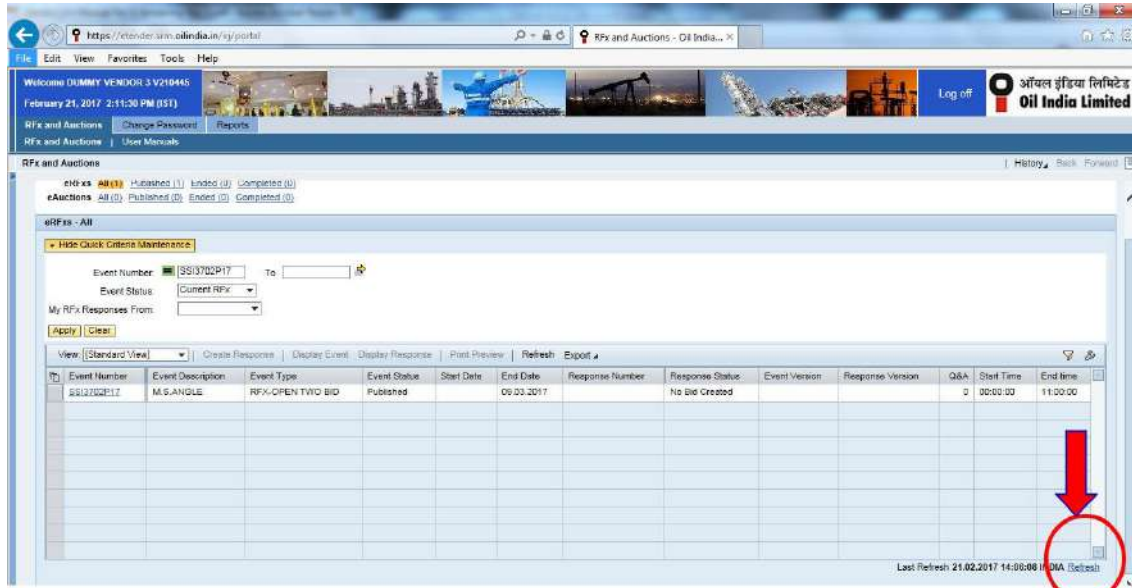 https://etender.srm.oilindia.in/irj/portal
RFx and Auctions - Oil India...
File Edit View Favorites Tools Help
Welcome DUMMY VENDOR 3 V210445
February 21, 2017 2:11:30 PM (IST)
Log off
ऑयल इंडिया लिमिटेड
Oil India Limited
RFx and Auctions Change Password Reports
RFx and Auctions | User Manuals
RFx and Auctions
| History Back Forward
eRFxs All (1) Published (1) Ended (0) Completed (0)
eAuctions All (0) Published (0) Ended (0) Completed (0)
eRFxs - All
Hide Quick Criteria Maintenance
Event Number: SSI3702P17 To
Event Status: Current RFx
My RFx Responses From:
Apply Clear
View: [Standard View] | Create Response | Display Event Display Response | Print Preview | Refresh Export
Event Number Event Description Event Type Event Status Start Date End Date Response Number Response Status Event Version Response Version Q&A Start Time End time
SSI3702P17 M.S.ANGLE RFX-OPEN TWO BID Published 09.03.2017 No Bid Created 0 00:00:00 11:00:00
Last Refresh 21.02.2017 14:08:08 INDIA Refresh